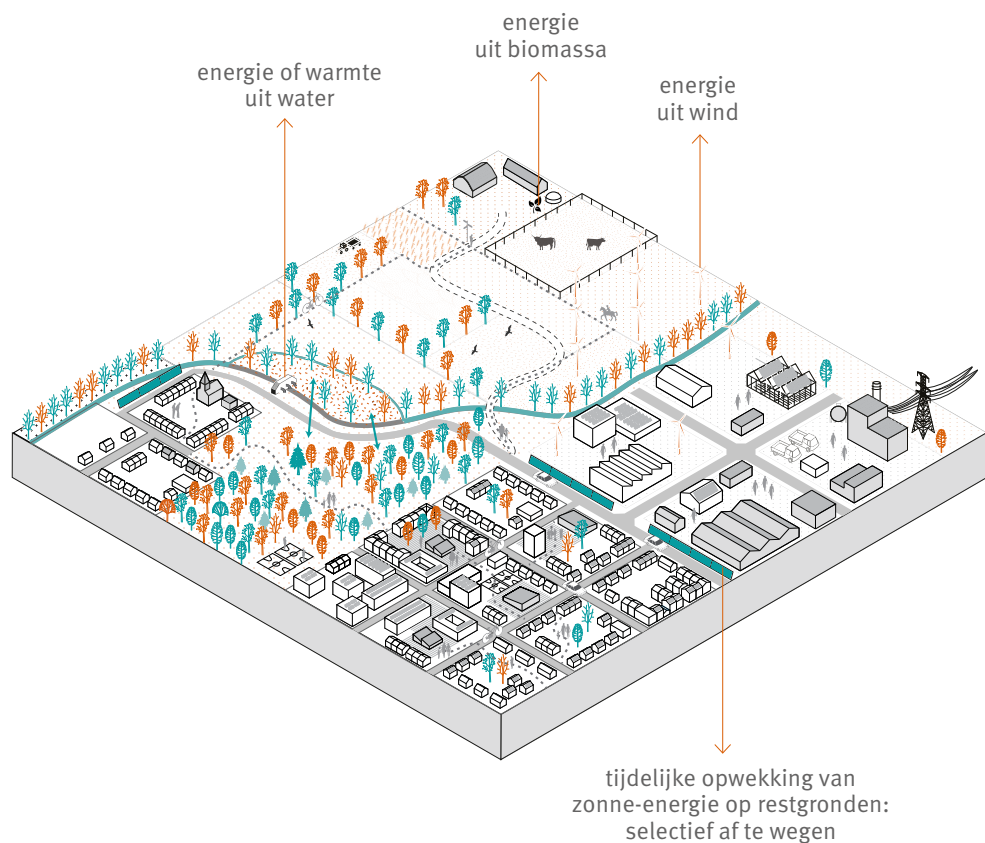 energie
uit biomassa
energie of warmte
uit water
energie
uit wind
tijdelijke opwekking van
zonne-energie op restgronden:
selectief af te wegen